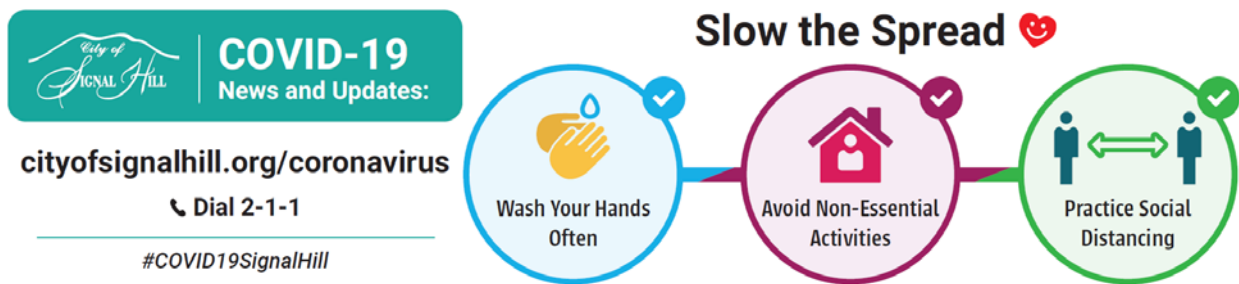 City of
SIGNAL HILL
COVID-19
News and Updates:
cityofsignalhill.org/coronavirus
Dial 2-1-1
#COVID19SignalHill
Slow the Spread
Wash Your Hands
Often
Avoid Non-Essential
Activities
Practice Social
Distancing